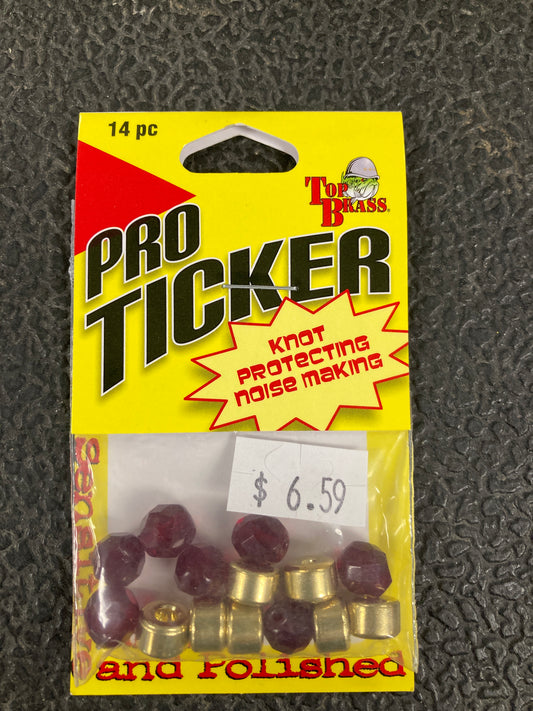 14 pc
TOP
BRASS®
PRO
TICKER
KNOT
PROTECTING
NOISE MAKING
$ 6.59
and Polished